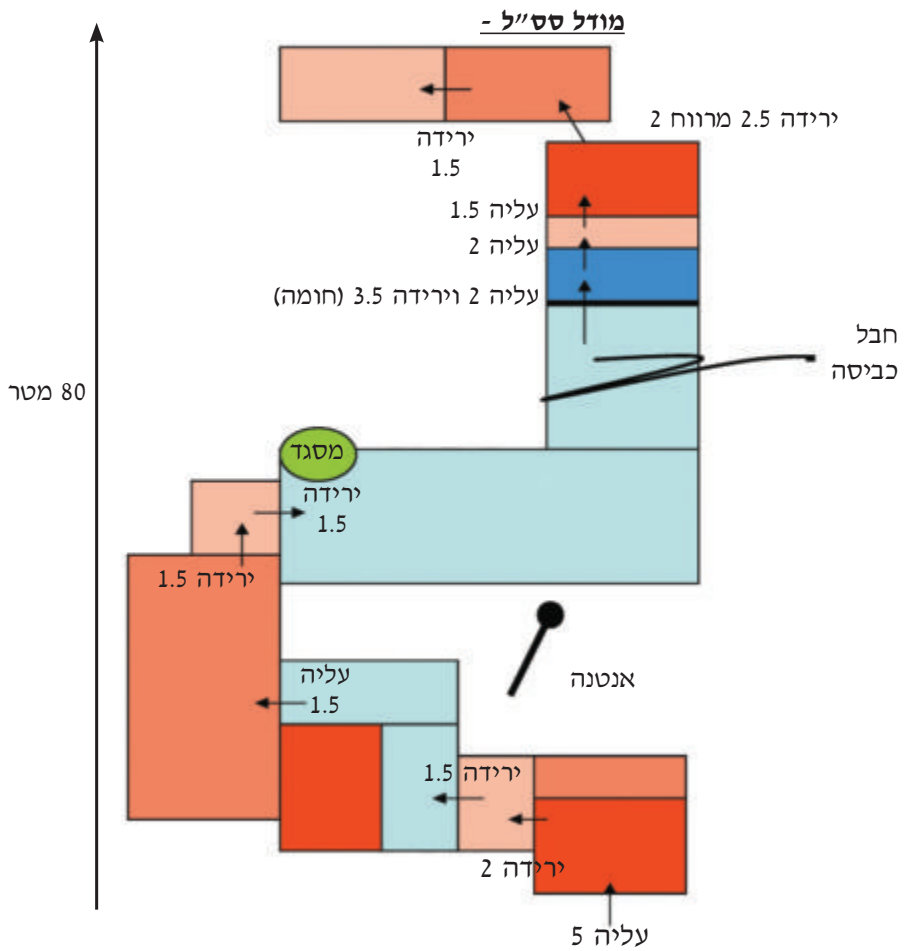 מודל סס״ל -
ירידה 2.5 מרווח 2
ירידה
1.5
עליה 1.5
עליה 2
עליה 2 וירידה 3.5 (חומה)
חבל
כביסה
80 מטר
מסגד
ירידה
1.5
ירידה 1.5
אנטנה
עליה
1.5
ירידה 1.5
ירידה 2
עליה 5